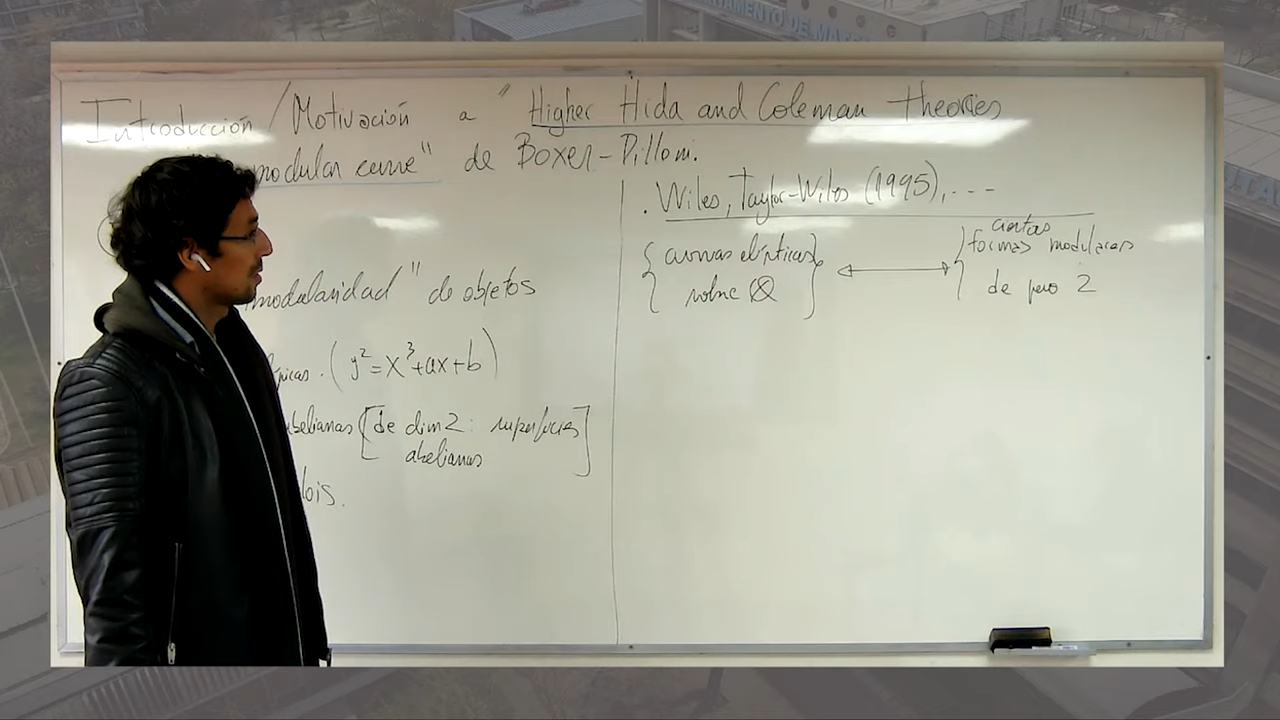 Introducción / Motivación a "Higher Hida and Coleman theories
modular curve" de Boxer-Pilloni.
modularidad" de objetos
(y²=x³+ax+b)
abelianas [de dim 2: superficies
abelianas]
. Wiles, Taylor-Wiles (1995), ---
{curvas elípticas
sobre Q}
⟷
{ciertas
formas modulares
de peso 2